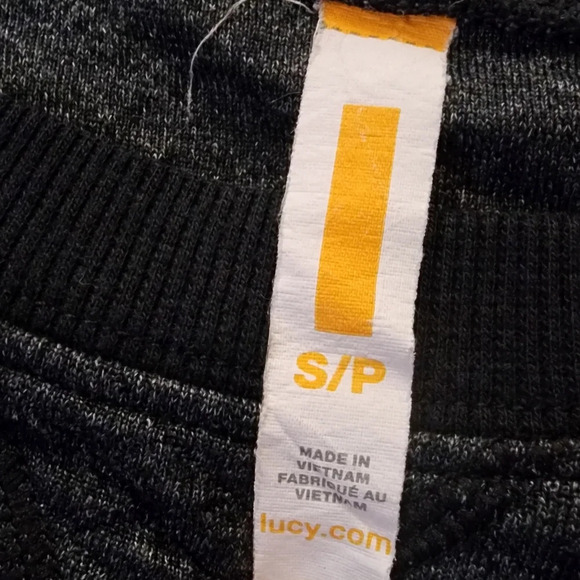 S/P
MADE IN
VIETNAM
FABRIQUÉ AU
VIETNAM
lucy.com